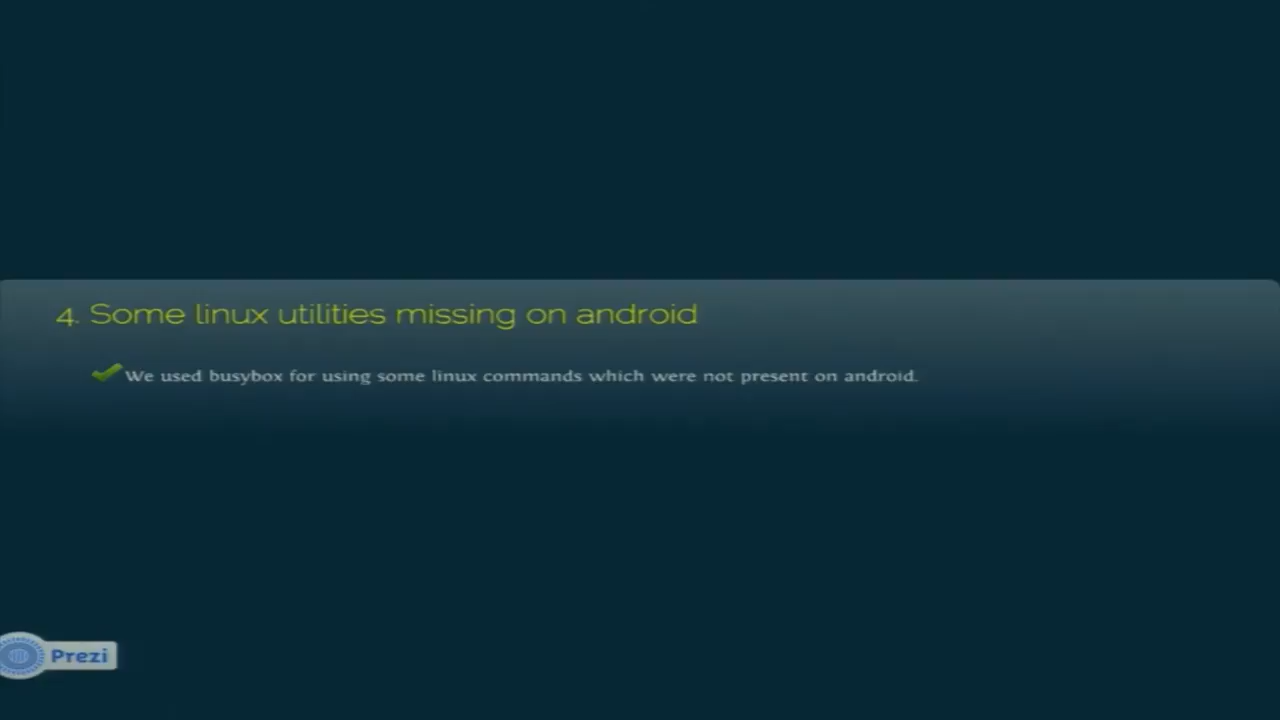 4. Some linux utilities missing on android
We used busybox for using some linux commands which were not present on android.
Prezi